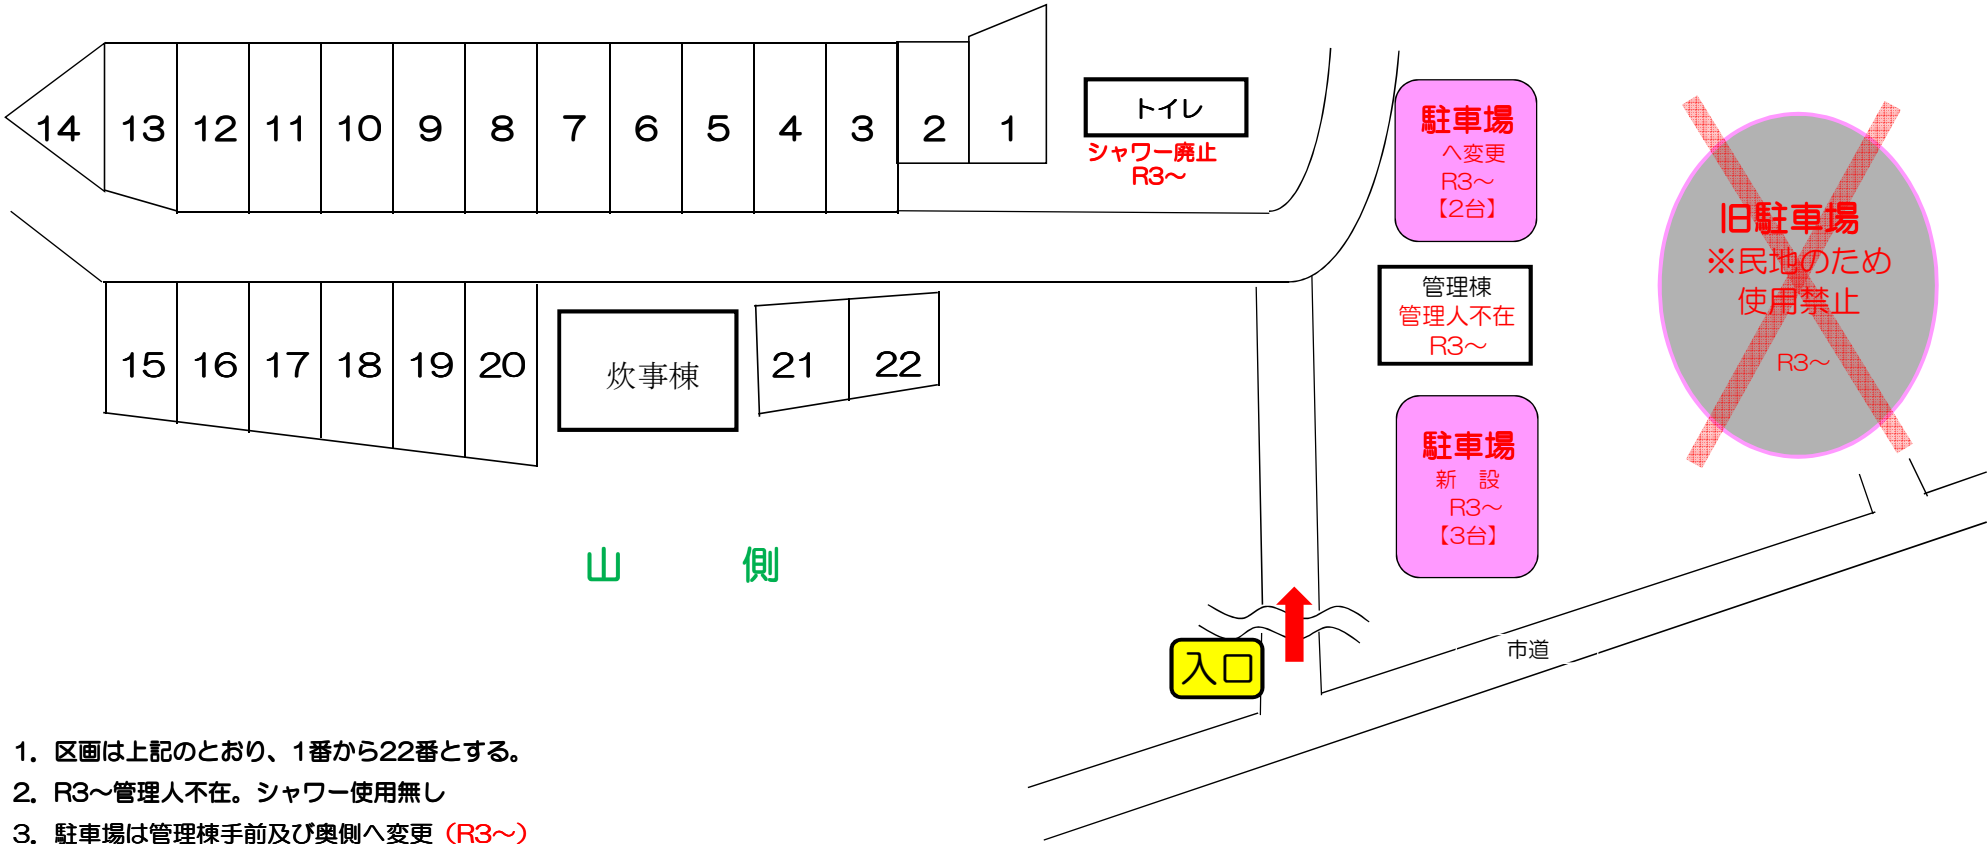 14 13 12 11 10 9 8 7 6 5 4 3 2 1
トイレ
シャワー廃止
R3～
駐車場
へ変更
R3～
【2台】
旧駐車場
※民地のため
使用禁止
R3～
管理棟
管理人不在
R3～
15 16 17 18 19 20
炊事棟
21 22
駐車場
新　設
R3～
【3台】
山　側
入口
市道
1．区画は上記のとおり、1番から22番とする。
2．R3～管理人不在。シャワー使用無し
3．駐車場は管理棟手前及び奥側へ変更（R3～）